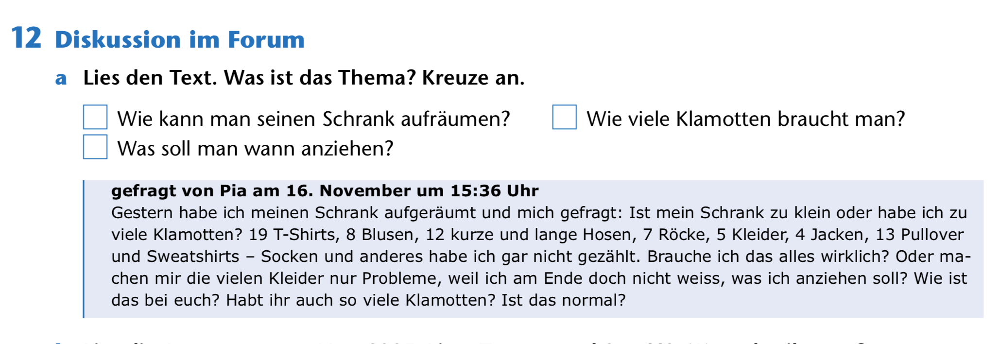 12 Diskussion im Forum
a Lies den Text. Was ist das Thema? Kreuze an.
Wie kann man seinen Schrank aufräumen? Wie viele Klamotten braucht man?
Was soll man wann anziehen?
gefragt von Pia am 16. November um 15:36 Uhr
Gestern habe ich meinen Schrank aufgeräumt und mich gefragt: Ist mein Schrank zu klein oder habe ich zu
viele Klamotten? 19 T-Shirts, 8 Blusen, 12 kurze und lange Hosen, 7 Röcke, 5 Kleider, 4 Jacken, 13 Pullover
und Sweatshirts – Socken und anderes habe ich gar nicht gezählt. Brauche ich das alles wirklich? Oder ma-
chen mir die vielen Kleider nur Probleme, weil ich am Ende doch nicht weiss, was ich anziehen soll? Wie ist
das bei euch? Habt ihr auch so viele Klamotten? Ist das normal?